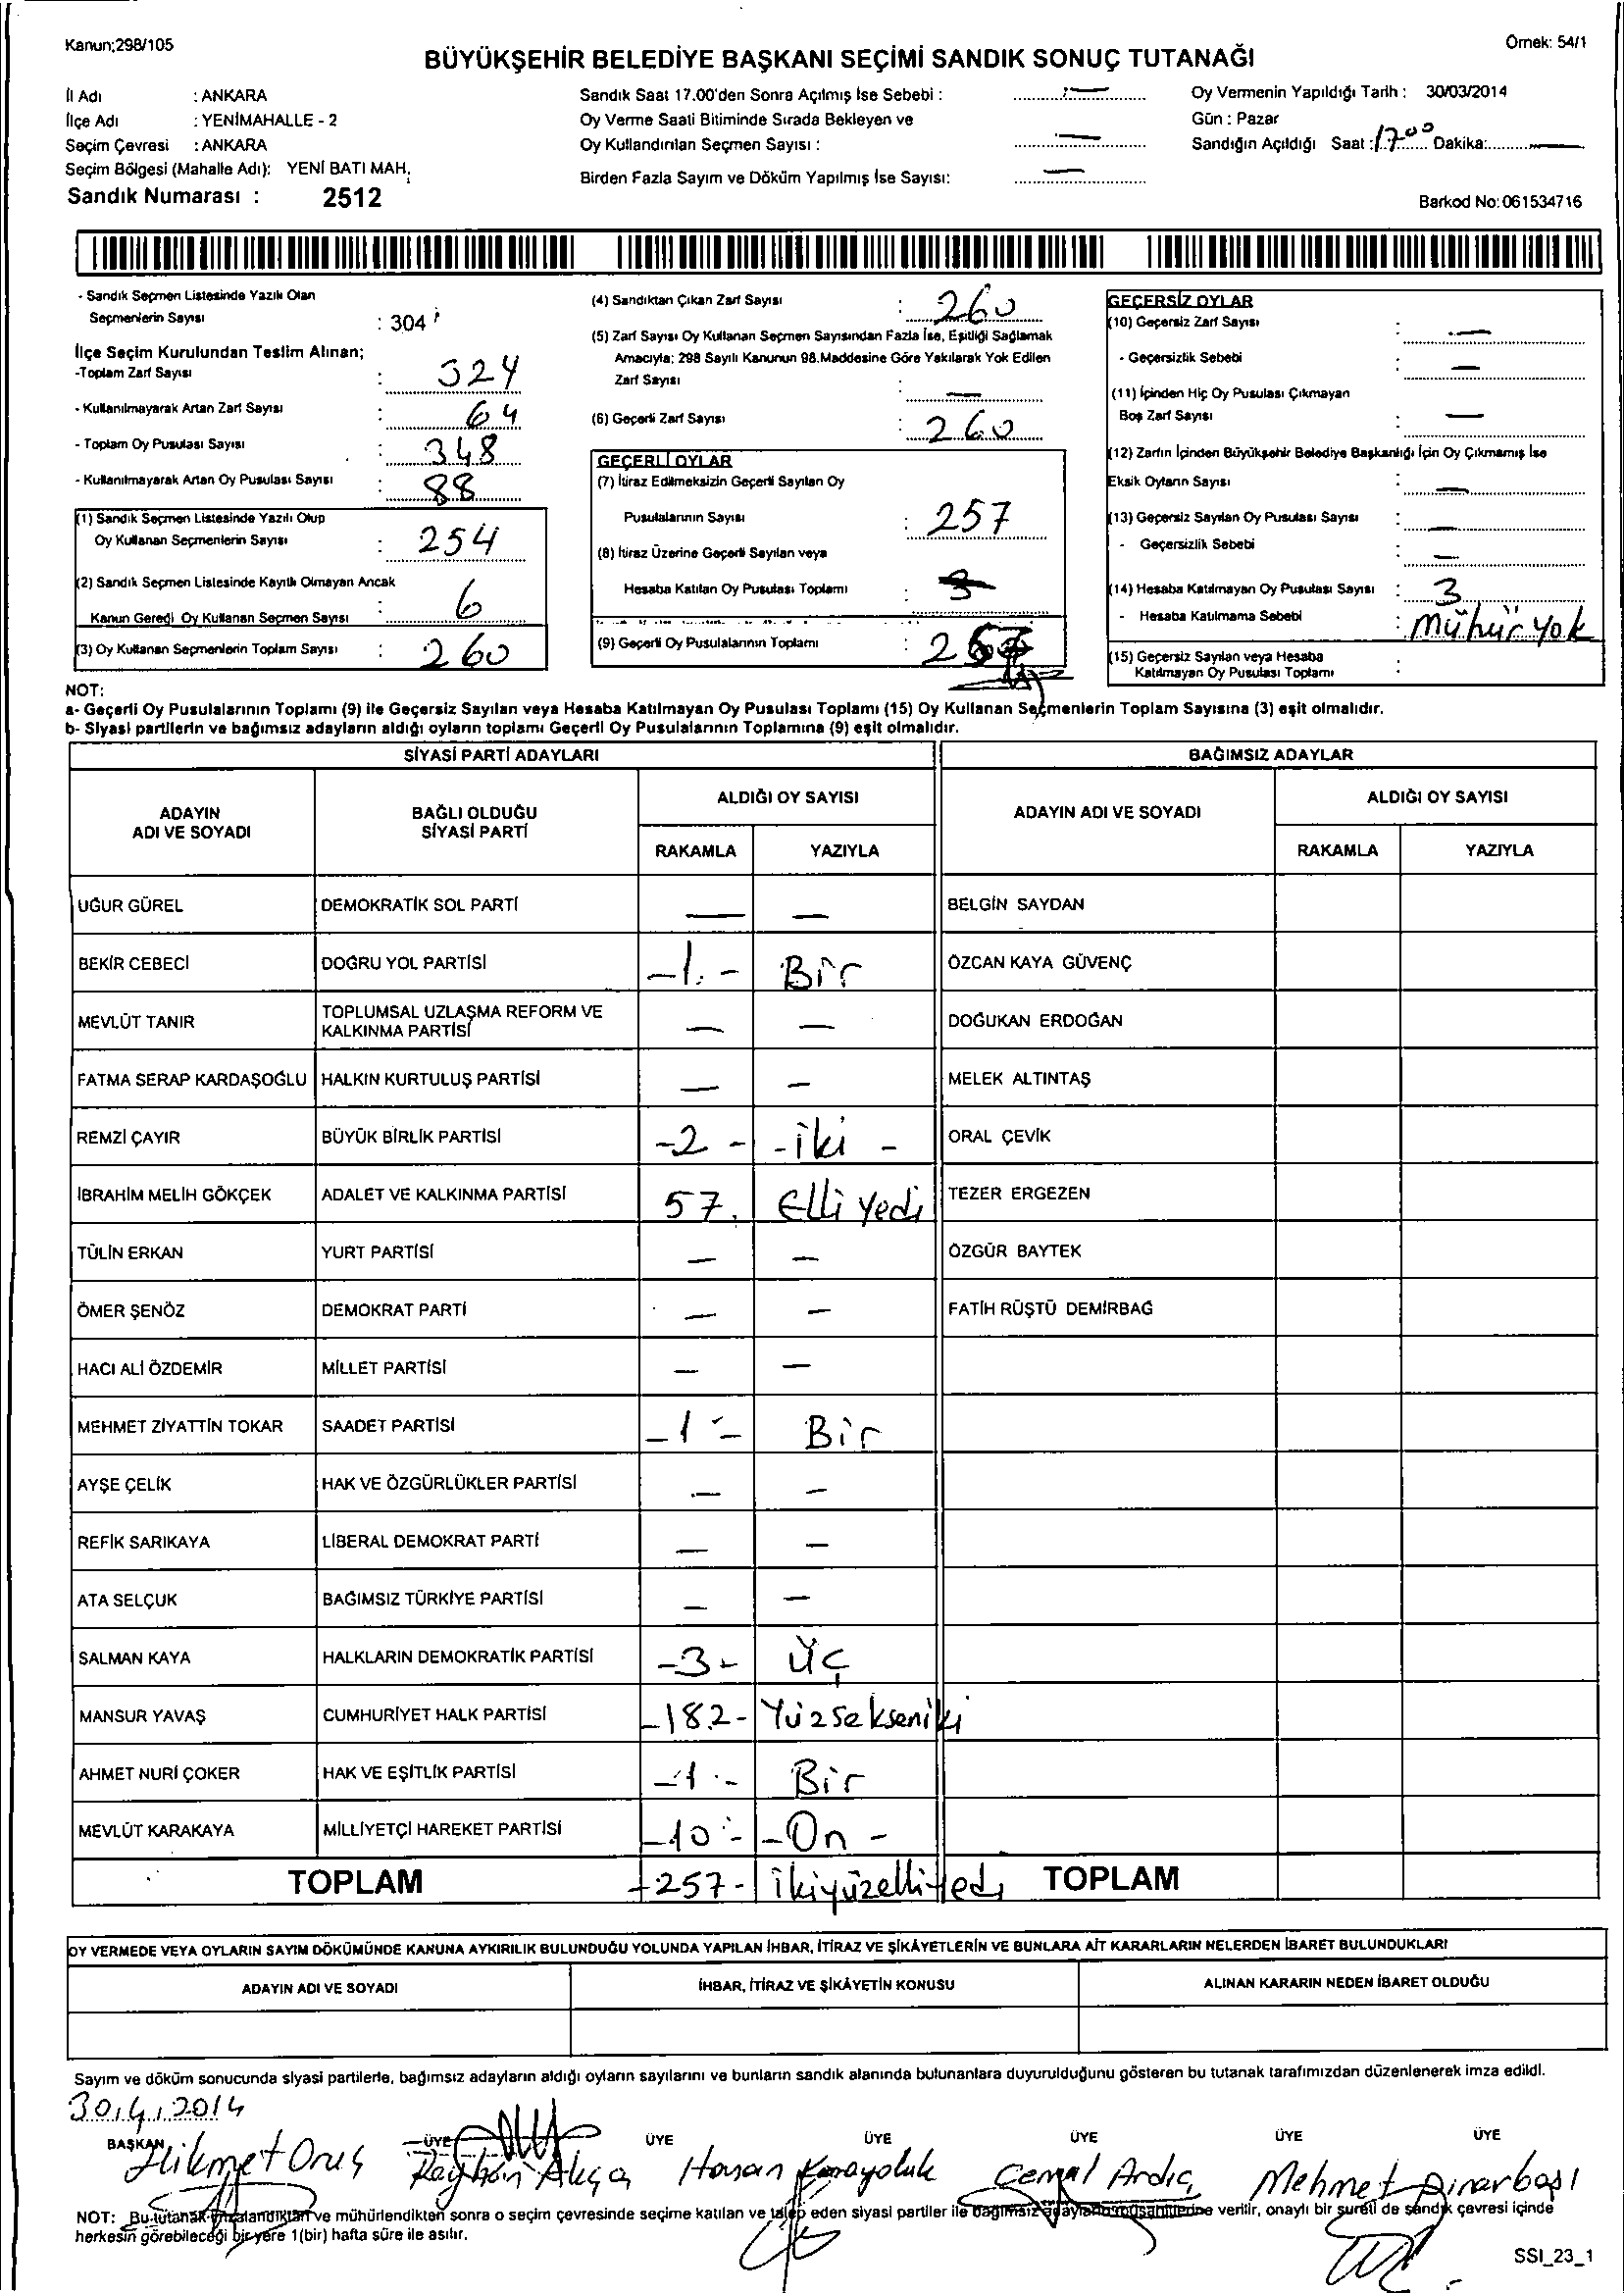 Kanun;298/105
Örnek: 54/1
BÜYÜKŞEHİR BELEDİYE BAŞKANI SEÇİMİ SANDIK SONUÇ TUTANAĞI
İl Adı : ANKARA
İlçe Adı : YENİMAHALLE - 2
Seçim Çevresi : ANKARA
Seçim Bölgesi (Mahalle Adı): YENİ BATI MAH.
Sandık Numarası : 2512
Sandık Saat 17.00'den Sonra Açılmış İse Sebebi : —
Oy Verme Saati Bitiminde Sırada Bekleyen ve
Oy Kullandırılan Seçmen Sayısı : —
Birden Fazla Sayım ve Döküm Yapılmış İse Sayısı: —
Oy Vermenin Yapıldığı Tarih : 30/03/2014
Gün : Pazar
Sandığın Açıldığı Saat : 17.00 Dakika: —
Barkod No:061534716
- Sandık Seçmen Listesinde Yazılı Olan
Seçmenlerin Sayısı : 304
İlçe Seçim Kurulundan Teslim Alınan;
-Toplam Zarf Sayısı : 324
- Kullanılmayarak Artan Zarf Sayısı : 64
- Toplam Oy Pusulası Sayısı : 348
- Kullanılmayarak Artan Oy Pusulası Sayısı : 88
(1) Sandık Seçmen Listesinde Yazılı Olup
Oy Kullanan Seçmenlerin Sayısı : 254
(2) Sandık Seçmen Listesinde Kayıtlı Olmayan Ancak
Kanun Gereği Oy Kullanan Seçmen Sayısı : 6
(3) Oy Kullanan Seçmenlerin Toplam Sayısı : 260
(4) Sandıktan Çıkan Zarf Sayısı : 260
(5) Zarf Sayısı Oy Kullanan Seçmen Sayısından Fazla İse, Eşitliği Sağlamak
Amacıyla; 298 Sayılı Kanunun 98.Maddesine Göre Yakılarak Yok Edilen
Zarf Sayısı : —
(6) Geçerli Zarf Sayısı : 260
GEÇERLİ OYLAR
(7) İtiraz Edilmeksizin Geçerli Sayılan Oy
Pusulalarının Sayısı : 257
(8) İtiraz Üzerine Geçerli Sayılan veya
Hesaba Katılan Oy Pusulası Toplamı : 3
(9) Geçerli Oy Pusulalarının Toplamı :
GEÇERSİZ OYLAR
(10) Geçersiz Zarf Sayısı : —
- Geçersizlik Sebebi : —
(11) İçinden Hiç Oy Pusulası Çıkmayan
Boş Zarf Sayısı : —
(12) Zarfın İçinden Büyükşehir Belediye Başkanlığı İçin Oy Çıkmamış İse
Eksik Oyların Sayısı : —
(13) Geçersiz Sayılan Oy Pusulası Sayısı : —
- Geçersizlik Sebebi : —
(14) Hesaba Katılmayan Oy Pusulası Sayısı : 3
- Hesaba Katılmama Sebebi : Mühür yok
(15) Geçersiz Sayılan veya Hesaba
Katılmayan Oy Pusulası Toplamı :
NOT:
a- Geçerli Oy Pusulalarının Toplamı (9) ile Geçersiz Sayılan veya Hesaba Katılmayan Oy Pusulası Toplamı (15) Oy Kullanan Seçmenlerin Toplam Sayısına (3) eşit olmalıdır.
b- Siyasi partilerin ve bağımsız adayların aldığı oyların toplamı Geçerli Oy Pusulalarının Toplamına (9) eşit olmalıdır.
SİYASİ PARTİ ADAYLARI BAĞIMSIZ ADAYLAR
ADAYIN ADI VE SOYADI BAĞLI OLDUĞU SİYASİ PARTİ ALDIĞI OY SAYISI ADAYIN ADI VE SOYADI ALDIĞI OY SAYISI
RAKAMLA YAZIYLA RAKAMLA YAZIYLA
UĞUR GÜREL DEMOKRATİK SOL PARTİ — — BELGİN SAYDAN
BEKİR CEBECİ DOĞRU YOL PARTİSİ -1.- Bir ÖZCAN KAYA GÜVENÇ
MEVLÜT TANIR TOPLUMSAL UZLAŞMA REFORM VE KALKINMA PARTİSİ — — DOĞUKAN ERDOĞAN
FATMA SERAP KARDAŞOĞLU HALKIN KURTULUŞ PARTİSİ — — MELEK ALTINTAŞ
REMZİ ÇAYIR BÜYÜK BİRLİK PARTİSİ -2- -iki- ORAL ÇEVİK
İBRAHİM MELİH GÖKÇEK ADALET VE KALKINMA PARTİSİ 57. Elli yedi TEZER ERGEZEN
TÜLİN ERKAN YURT PARTİSİ — — ÖZGÜR BAYTEK
ÖMER ŞENÖZ DEMOKRAT PARTİ — — FATİH RÜŞTÜ DEMİRBAĞ
HACI ALİ ÖZDEMİR MİLLET PARTİSİ — —
MEHMET ZİYATTİN TOKAR SAADET PARTİSİ -1- Bir
AYŞE ÇELİK HAK VE ÖZGÜRLÜKLER PARTİSİ — —
REFİK SARIKAYA LİBERAL DEMOKRAT PARTİ — —
ATA SELÇUK BAĞIMSIZ TÜRKİYE PARTİSİ — —
SALMAN KAYA HALKLARIN DEMOKRATİK PARTİSİ -3- üç
MANSUR YAVAŞ CUMHURİYET HALK PARTİSİ -182- Yüzsekseniki
AHMET NURİ ÇOKER HAK VE EŞİTLİK PARTİSİ -1.- Bir
MEVLÜT KARAKAYA MİLLİYETÇİ HAREKET PARTİSİ -10- -On-
TOPLAM -257- ikiyüzelliyedi TOPLAM
OY VERMEDE VEYA OYLARIN SAYIM DÖKÜMÜNDE KANUNA AYKIRILIK BULUNDUĞU YOLUNDA YAPILAN İHBAR, İTİRAZ VE ŞİKÂYETLERİN VE BUNLARA AİT KARARLARIN NELERDEN İBARET BULUNDUKLARI
ADAYIN ADI VE SOYADI İHBAR, İTİRAZ VE ŞİKÂYETİN KONUSU ALINAN KARARIN NEDEN İBARET OLDUĞU
Sayım ve döküm sonucunda siyasi partilerle, bağımsız adayların aldığı oyların sayılarını ve bunların sandık alanında bulunanlara duyurulduğunu gösteren bu tutanak tarafımızdan düzenlenerek imza edildi.
30/4/2014
BAŞKAN ÜYE ÜYE ÜYE ÜYE ÜYE ÜYE
Hikmet Oruç Reyhan Akça Hasan Karayoluk Cemal Ardıç Mehmet Pınarbaşı
NOT: Bu tutanak imzalandıktan ve mühürlendikten sonra o seçim çevresinde seçime katılan ve talep eden siyasi partiler ile bağımsız adayların müşahitlerine verilir, onaylı bir sureti de sandık çevresi içinde
herkesin görebileceği bir yere 1(bir) hafta süre ile asılır.
SSI_23_1